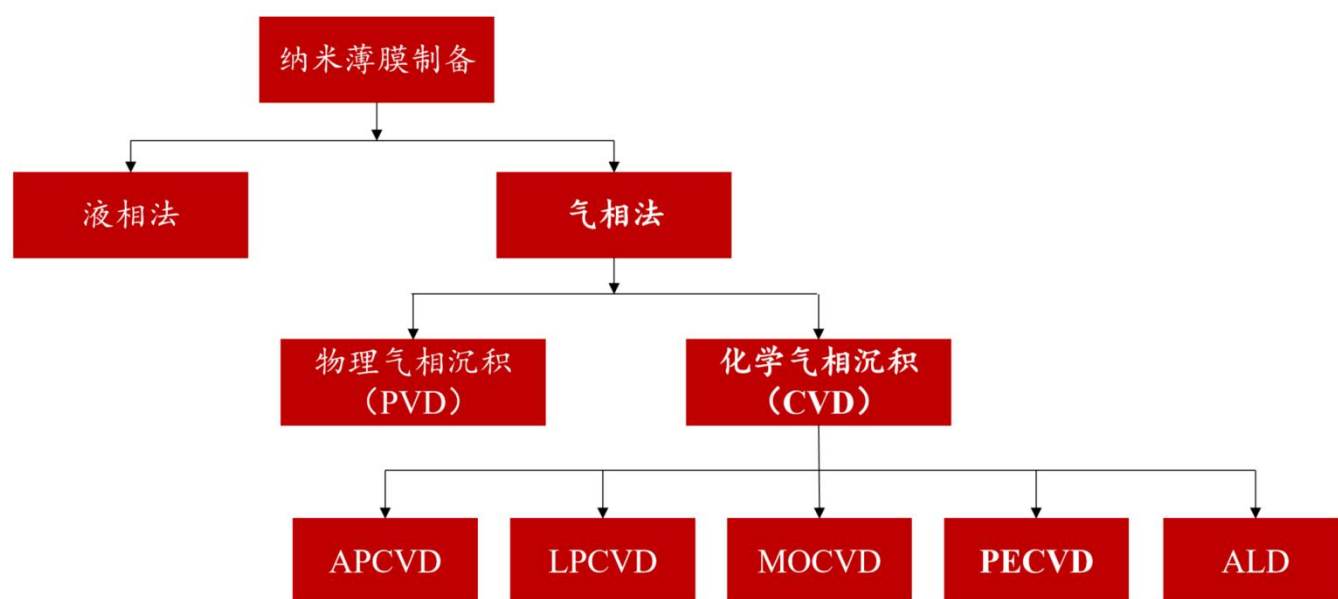 纳米薄膜制备
液相法
气相法
物理气相沉积
（PVD）
化学气相沉积
（CVD）
APCVD
LPCVD
MOCVD
PECVD
ALD